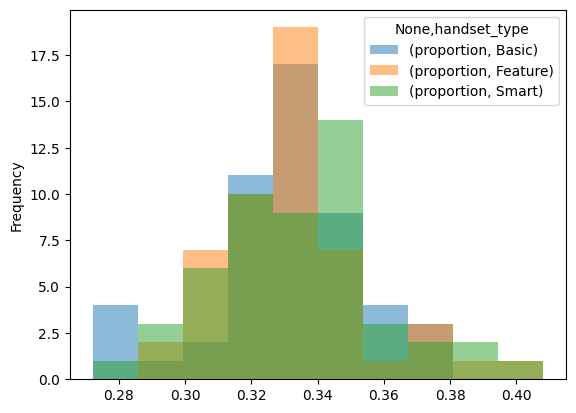 None,handset_type
(proportion, Basic)
(proportion, Feature)
(proportion, Smart)
Frequency
17.5
15.0
12.5
10.0
7.5
5.0
2.5
0.0
0.28 0.30 0.32 0.34 0.36 0.38 0.40